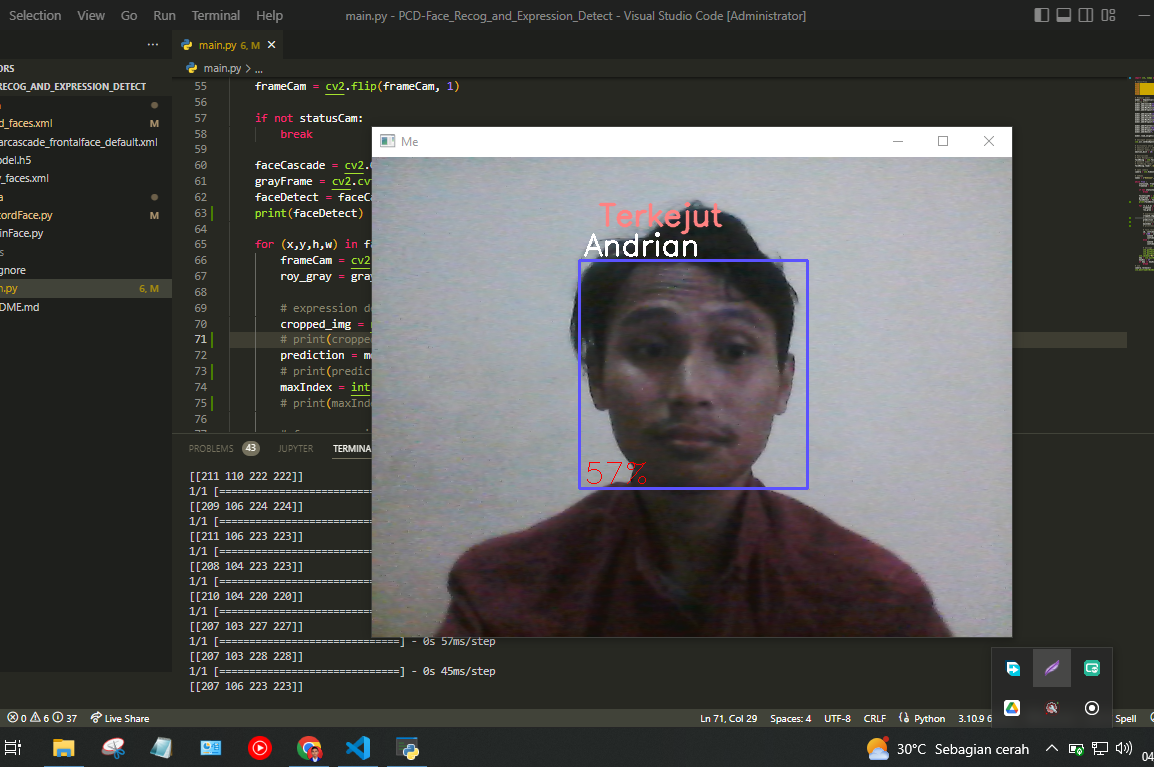 Selection View Go Run Terminal Help main.py - PCD-Face_Recog_and_Expression_Detect - Visual Studio Code [Administrator]
... main.py 6, M
ORS main.py > ...
RECOG_AND_EXPRESSION_DETECT
d_faces.xml M
arcascade_frontalface_default.xml
odel.h5
y_faces.xml
a
cordFace.py M
inFace.py
s
gnore
n.py 6, M
DME.md
55 frameCam = cv2.flip(frameCam, 1)
56
57 if not statusCam:
58 break
59
60 faceCascade = cv2.
61 grayFrame = cv2.cv
62 faceDetect = faceCa
63 print(faceDetect)
64
65 for (x,y,h,w) in fa
66 frameCam = cv2
67 roy_gray = gray
68
69 # expression de
70 cropped_img =
71 # print(cropped
72 prediction = m
73 # print(predict
74 maxIndex = int
75 # print(maxInde
76
Me
Terkejut
Andrian
57%
PROBLEMS 43 JUPYTER TERMINA
[[211 110 222 222]]
1/1 [========================
[[209 106 224 224]]
1/1 [========================
[[211 106 223 223]]
1/1 [========================
[[208 104 223 223]]
1/1 [========================
[[210 104 220 220]]
1/1 [========================
[[207 103 227 227]]
1/1 [==============================] - 0s 57ms/step
[[207 103 228 228]]
1/1 [==============================] - 0s 45ms/step
[[207 106 223 223]]
0 6 37 Live Share Ln 71, Col 29 Spaces: 4 UTF-8 CRLF Python 3.10.9 6 Spell
30°C Sebagian cerah 04